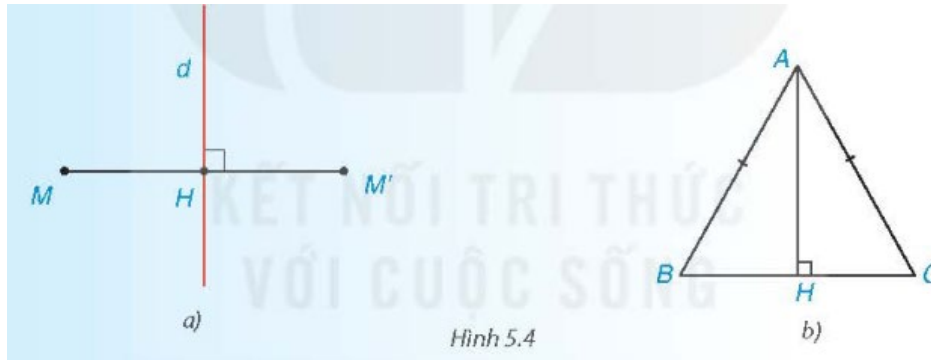 d
M
H
M'
KẾT NỐI TRI THỨC
VỚI CUỘC SỐNG
a)
A
B
H
C
b)
Hình 5.4